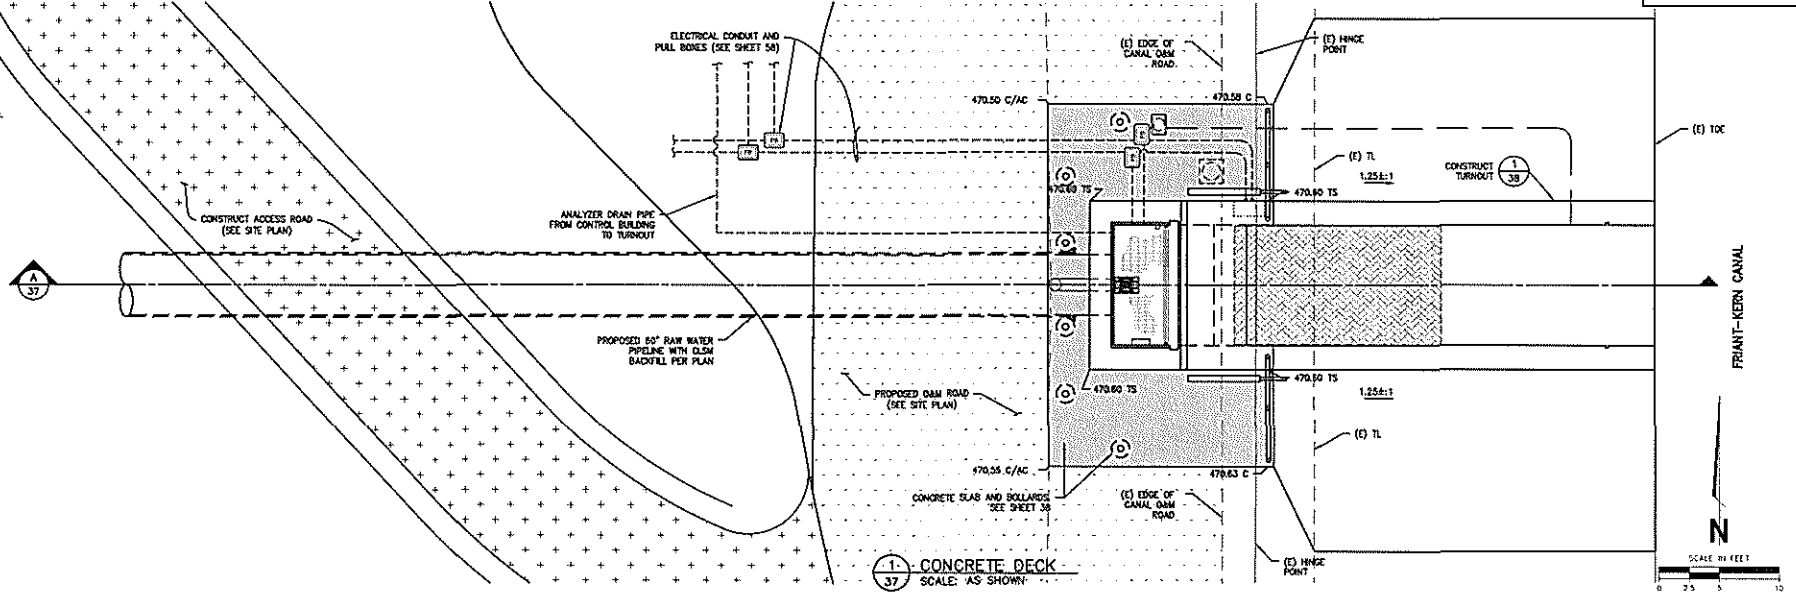 ELECTRICAL CONDUIT AND
PULL BOXES (SEE SHEET 58)
(E) EDGE OF
CANAL O&M
ROAD
(E) HINGE
POINT
470.50 C/AC
470.58 C
(E) TOE
(E) TL
1.25±:1
CONSTRUCT
TURNOUT
1
38
470.60 TS
470.60 TS
CONSTRUCT ACCESS ROAD
(SEE SITE PLAN)
ANALYZER DRAIN PIPE
FROM CONTROL BUILDING
TO TURNOUT
A
37
FRIANT-KERN CANAL
PROPOSED 60" RAW WATER
PIPELINE WITH CLSM
BACKFILL PER PLAN
PROPOSED O&M ROAD
(SEE SITE PLAN)
470.60 TS
470.60 TS
1.25±:1
(E) TL
470.55 C/AC
470.63 C
CONCRETE SLAB AND BOLLARDS
SEE SHEET
(E) EDGE OF
CANAL O&M
ROAD
(E) HINGE
POINT
1
37
CONCRETE DECK
SCALE: AS SHOWN
N
SCALE IN FEET
0 2.5 5 10